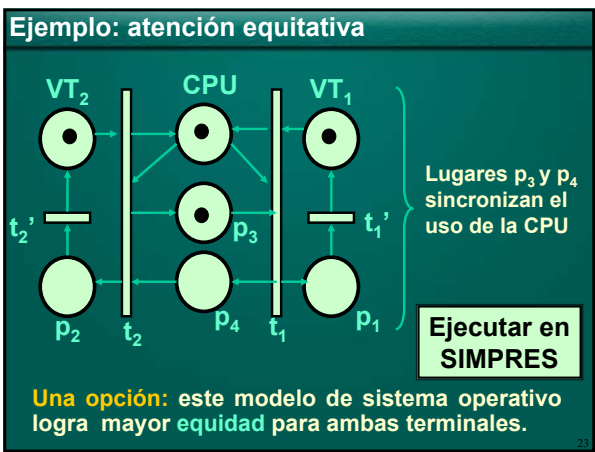 Ejemplo: atención equitativa
VT2 CPU VT1
Lugares p3 y p4
sincronizan el
uso de la CPU
t2’ p3 t1’
p2 t2 p4 t1 p1
Ejecutar en
SIMPRES
Una opción: este modelo de sistema operativo
logra mayor equidad para ambas terminales.
23